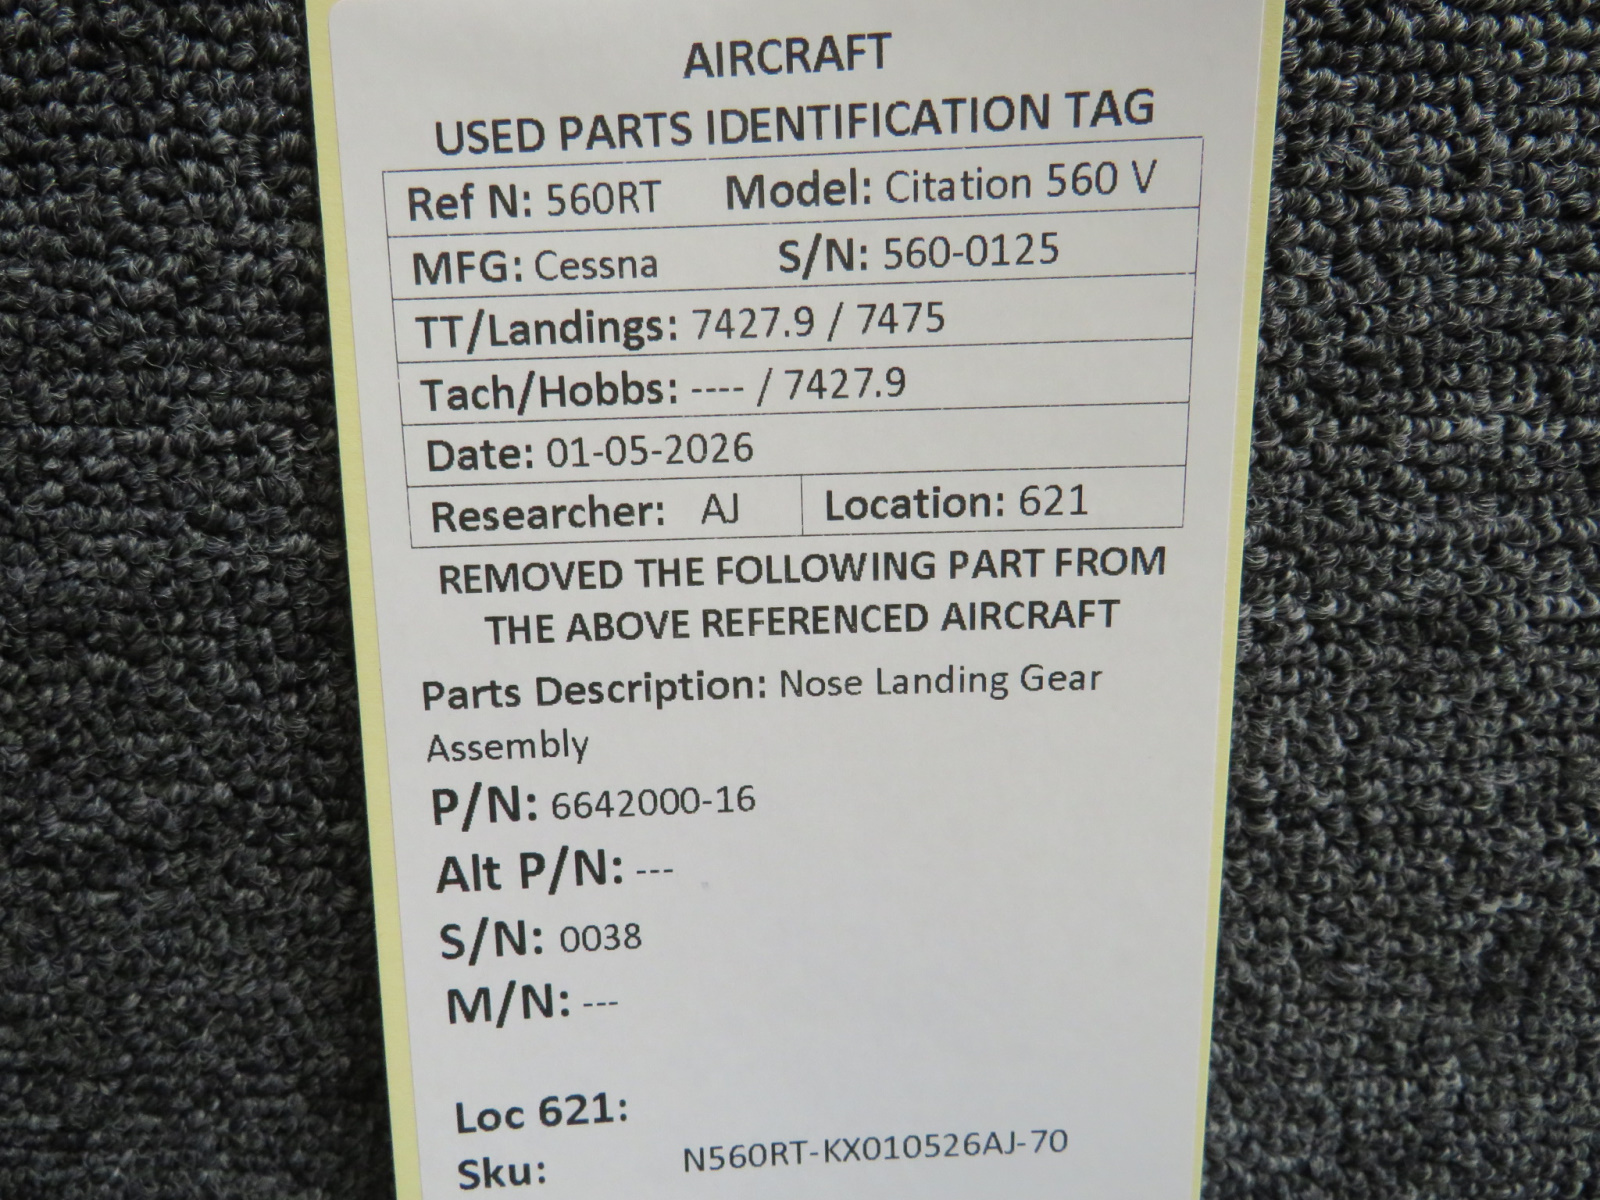 AIRCRAFT
USED PARTS IDENTIFICATION TAG
Ref N: 560RT Model: Citation 560 V
MFG: Cessna S/N: 560-0125
TT/Landings: 7427.9 / 7475
Tach/Hobbs: ---- / 7427.9
Date: 01-05-2026
Researcher: AJ Location: 621
REMOVED THE FOLLOWING PART FROM
THE ABOVE REFERENCED AIRCRAFT
Parts Description: Nose Landing Gear
Assembly
P/N: 6642000-16
Alt P/N: ---
S/N: 0038
M/N: ---
Loc 621:
Sku: N560RT-KX010526AJ-70